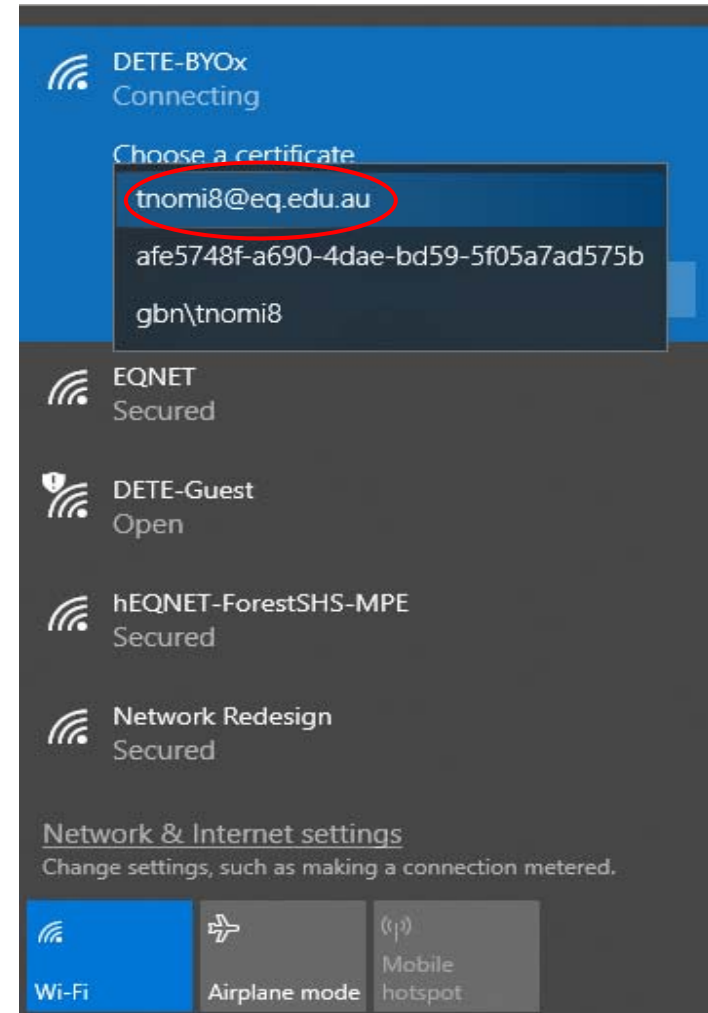 DETE-BYOx
Connecting
Choose a certificate
tnomi8@eq.edu.au
afe5748f-a690-4dae-bd59-5f05a7ad575b
gbn\tnomi8
EQNET
Secured
DETE-Guest
Open
hEQNET-ForestSHS-MPE
Secured
Network Redesign
Secured
Network & Internet settings
Change settings, such as making a connection metered.
Wi-Fi
Airplane mode
Mobile
hotspot